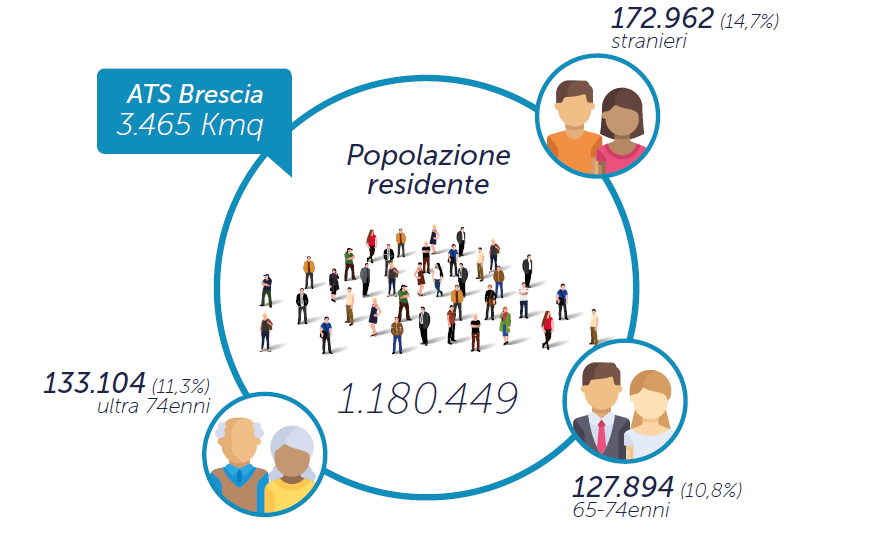 172.962 (14,7%)
stranieri
ATS Brescia
3.465 Kmq
Popolazione
residente
133.104 (11,3%)
ultra 74enni
1.180.449
127.894 (10,8%)
65-74enni